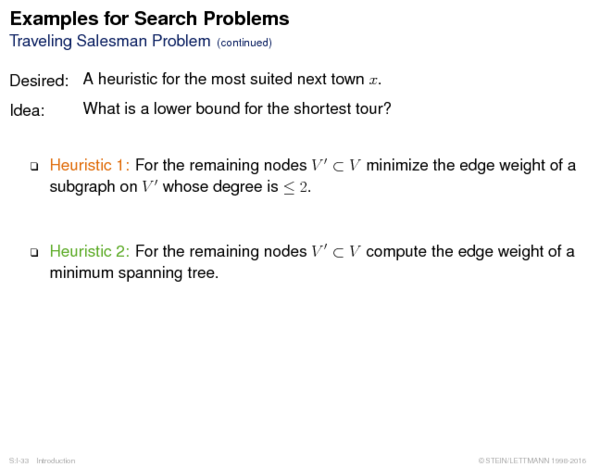 Examples for Search Problems
Traveling Salesman Problem (continued)
Desired: A heuristic for the most suited next town x.
Idea: What is a lower bound for the shortest tour?
❑ Heuristic 1: For the remaining nodes V′ ⊂ V minimize the edge weight of a
subgraph on V′ whose degree is ≤ 2.
❑ Heuristic 2: For the remaining nodes V′ ⊂ V compute the edge weight of a
minimum spanning tree.
S:I-33 Introduction ©STEIN/LETTMANN 1998-2016